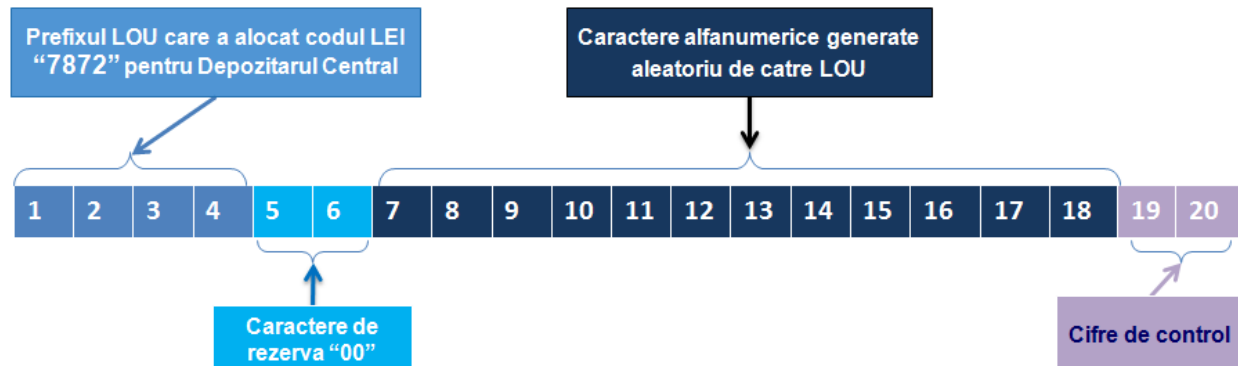 Prefixul LOU care a alocat codul LEI
“7872” pentru Depozitarul Central
Caractere alfanumerice generate
aleatoriu de catre LOU
1 2 3 4 5 6 7 8 9 10 11 12 13 14 15 16 17 18 19 20
Caractere de
rezerva “00”
Cifre de control